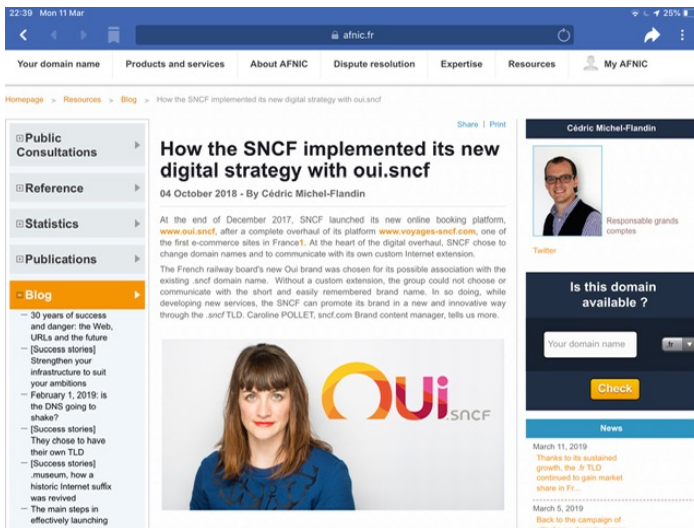 22:39 Mon 11 Mar
25%
afnic.fr
Your domain name
Products and services
About AFNIC
Dispute resolution
Expertise
Resources
My AFNIC
Homepage > Resources > Blog > How the SNCF implemented its new digital strategy with oui.sncf
Public
Consultations
Reference
Statistics
Publications
Blog
30 years of success
and danger: the Web,
URLs and the future
[Success stories]
Strengthen your
infrastructure to suit
your ambitions
February 1, 2019: is
the DNS going to
shake?
[Success stories]
They chose to have
their own TLD
[Success stories]
.museum, how a
historic Internet suffix
was revived
The main steps in
effectively launching
Share | Print
How the SNCF implemented its new
digital strategy with oui.sncf
04 October 2018 - By Cédric Michel-Flandin
At the end of December 2017, SNCF launched its new online booking platform,
www.oui.sncf, after a complete overhaul of its platform www.voyages-sncf.com, one of
the first e-commerce sites in France1. At the heart of the digital overhaul, SNCF chose to
change domain names and to communicate with its own custom Internet extension.
The French railway board's new Oui brand was chosen for its possible association with the
existing .sncf domain name. Without a custom extension, the group could not choose or
communicate with the short and easily remembered brand name. In so doing, while
developing new services, the SNCF can promote its brand in a new and innovative way
through the .sncf TLD. Caroline POLLET, sncf.com Brand content manager, tells us more.
OUi.SNCF
Cédric Michel-Flandin
Responsable grands
comptes
Twitter
Is this domain
available ?
Your domain name
.fr
Check
News
March 11, 2019
Thanks to its sustained
growth, the .fr TLD
continued to gain market
share in Fr...
March 5, 2019
Back to the campaign of